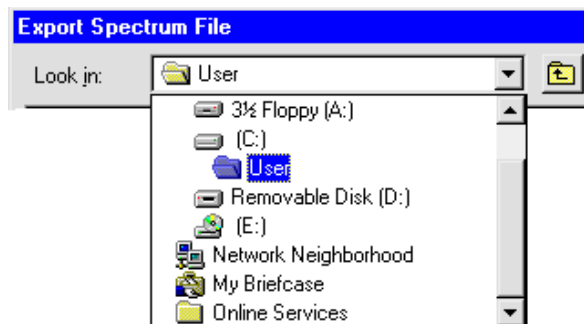 Export Spectrum File
Look in: User
3½ Floppy (A:)
(C:)
User
Removable Disk (D:)
(E:)
Network Neighborhood
My Briefcase
Online Services